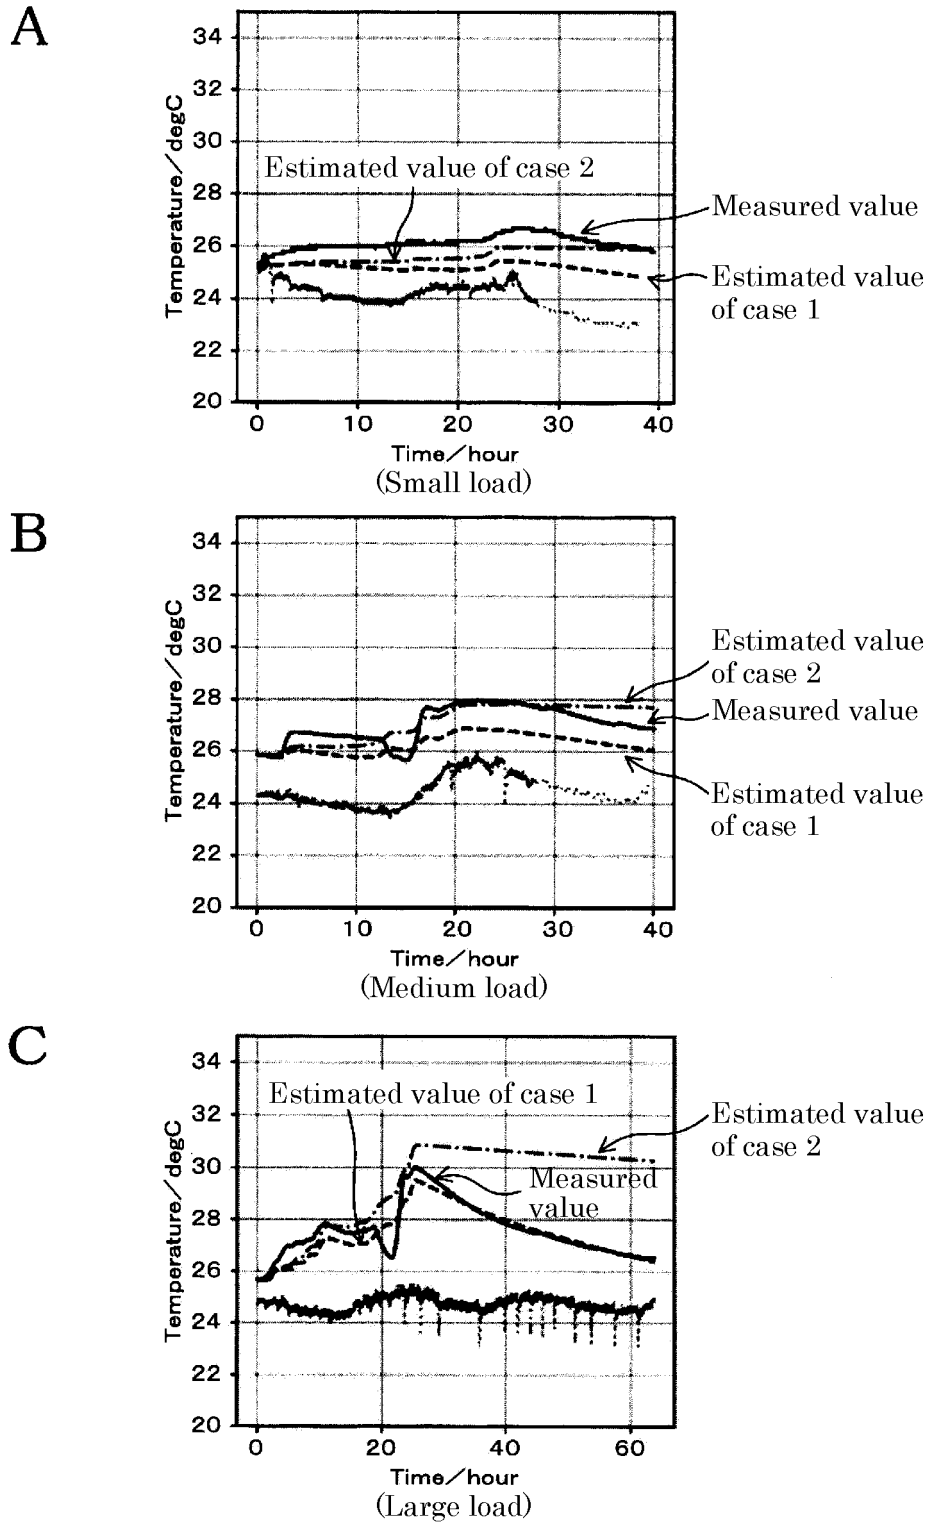 A
34
32
30
28
26
24
22
20
Temperature/degC
Estimated value of case 2
Measured value
Estimated value
of case 1
0 10 20 30 40
Time/hour
(Small load)
B
34
32
30
28
26
24
22
20
Temperature/degC
Estimated value
of case 2
Measured value
Estimated value
of case 1
0 10 20 30 40
Time/hour
(Medium load)
C
34
32
30
28
26
24
22
20
Temperature/degC
Estimated value of case 1
Estimated value
of case 2
Measured
value
0 20 40 60
Time/hour
(Large load)